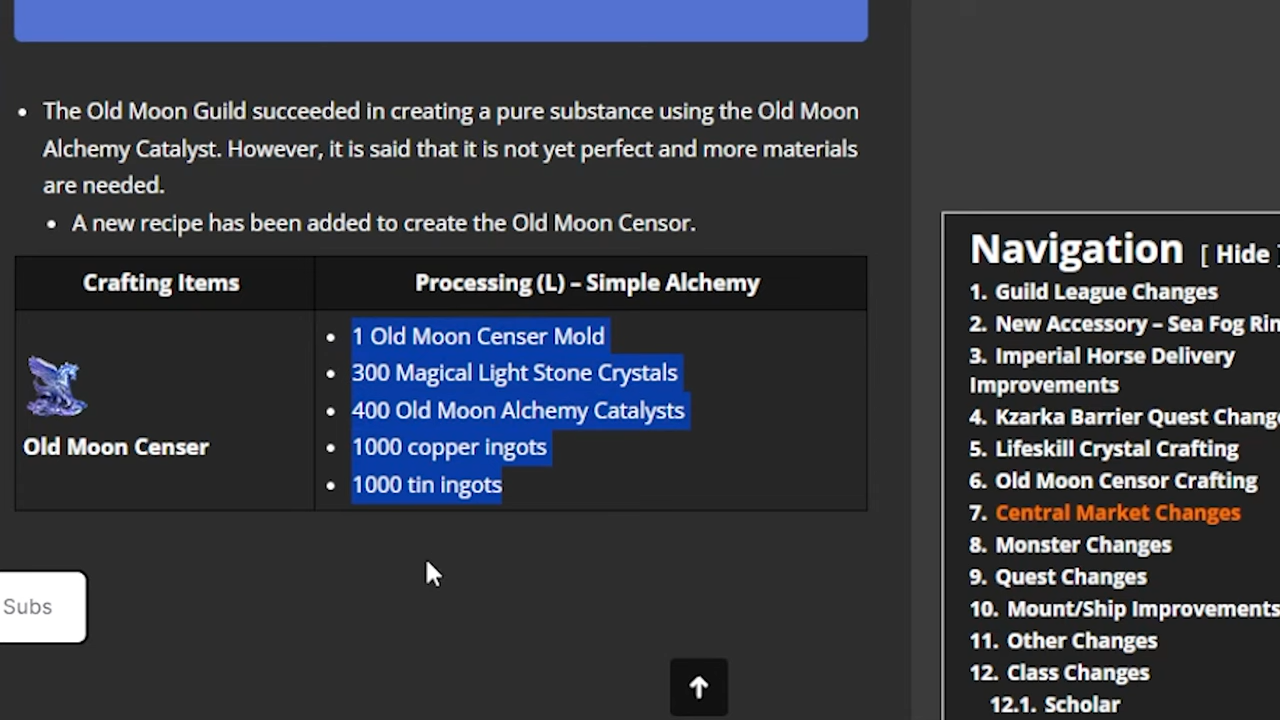 The Old Moon Guild succeeded in creating a pure substance using the Old Moon
Alchemy Catalyst. However, it is said that it is not yet perfect and more materials
are needed.
A new recipe has been added to create the Old Moon Censor.
Crafting Items
Processing (L) – Simple Alchemy
Old Moon Censer
1 Old Moon Censer Mold
300 Magical Light Stone Crystals
400 Old Moon Alchemy Catalysts
1000 copper ingots
1000 tin ingots
Subs
Navigation [ Hide ]
1. Guild League Changes
2. New Accessory – Sea Fog Rin
3. Imperial Horse Delivery
Improvements
4. Kzarka Barrier Quest Change
5. Lifeskill Crystal Crafting
6. Old Moon Censor Crafting
7. Central Market Changes
8. Monster Changes
9. Quest Changes
10. Mount/Ship Improvements
11. Other Changes
12. Class Changes
12.1. Scholar